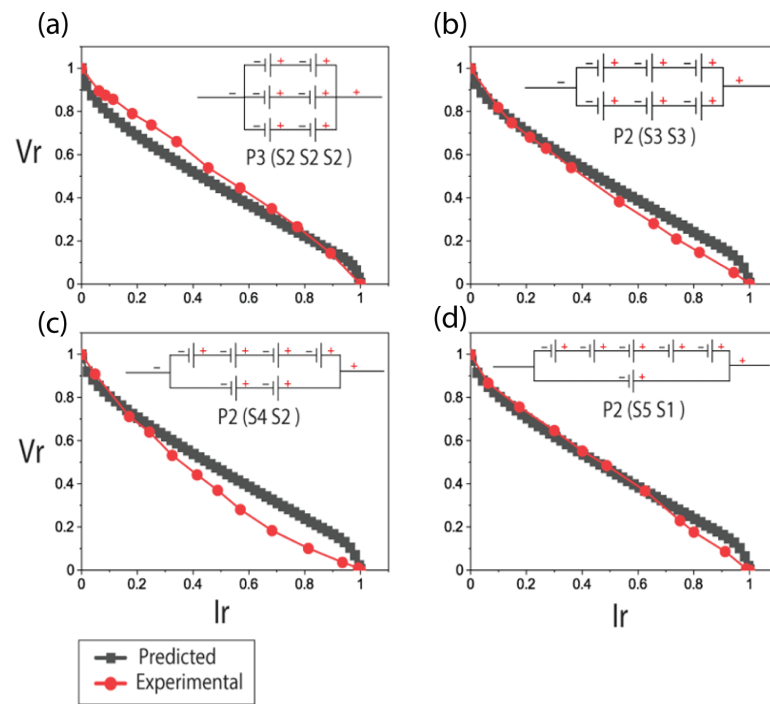 (a)
(b)
Vr
1
0.8
0.6
0.4
0.2
0
0 0.2 0.4 0.6 0.8 1
- + - +
- - + - + +
- + - +
P3 (S2 S2 S2 )
1
0.8
0.6
0.4
0.2
0
0 0.2 0.4 0.6 0.8 1
- + - + - +
- +
- + - + - +
P2 (S3 S3 )
(c)
(d)
Vr
1
0.8
0.6
0.4
0.2
0
0 0.2 0.4 0.6 0.8 1
Ir
- + - + - + - +
- +
- + - +
P2 (S4 S2 )
1
0.8
0.6
0.4
0.2
0
0 0.2 0.4 0.6 0.8 1
Ir
- + - + - + - + - +
- +
- +
P2 (S5 S1 )
Predicted
Experimental